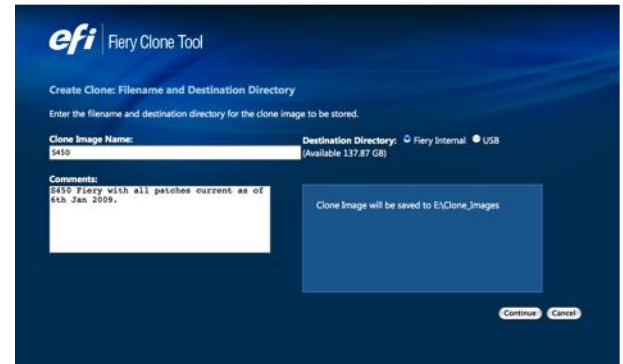 efi Fiery Clone Tool
Create Clone: Filename and Destination Directory
Enter the filename and destination directory for the clone image to be stored.
Clone Image Name:
S450
Destination Directory: Fiery Internal USB
(Available 137.87 GB)
Comments:
S450 Fiery with all patches current as of
6th Jan 2009.
Clone Image will be saved to E:\Clone_Images
Continue Cancel